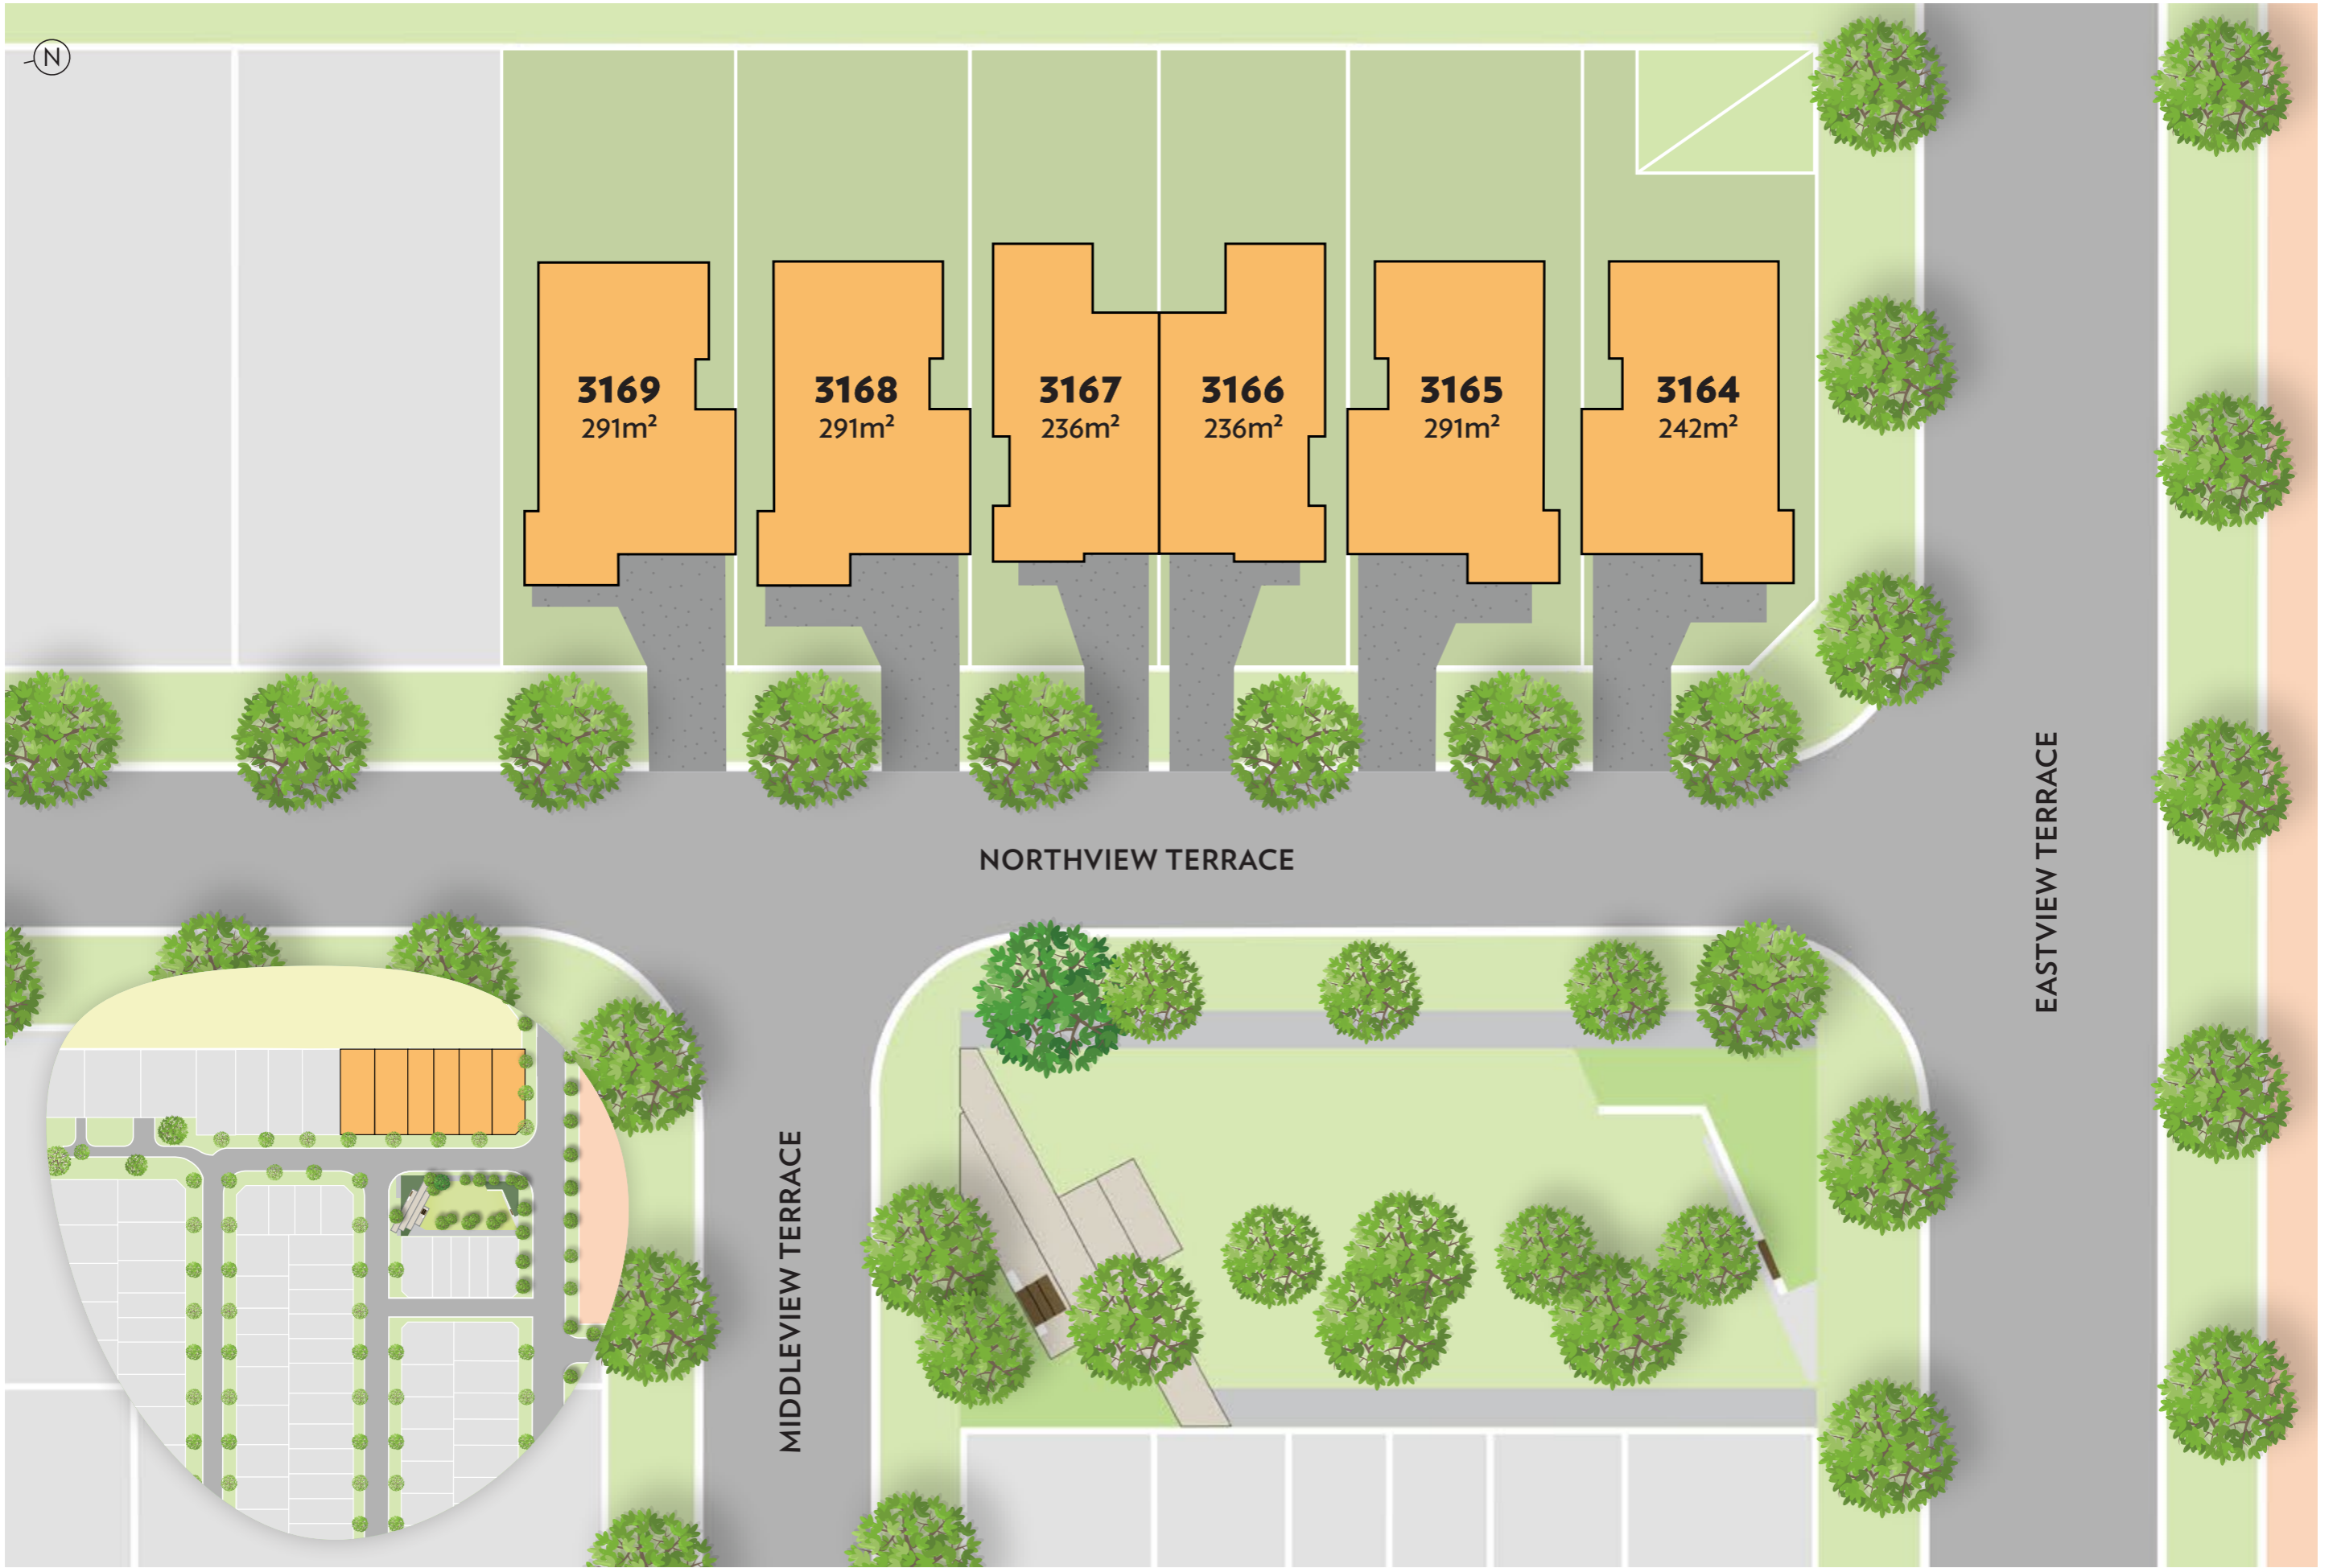 N
3169
291m²
3168
291m²
3167
236m²
3166
236m²
3165
291m²
3164
242m²
NORTHVIEW TERRACE
EASTVIEW TERRACE
MIDDLEVIEW TERRACE